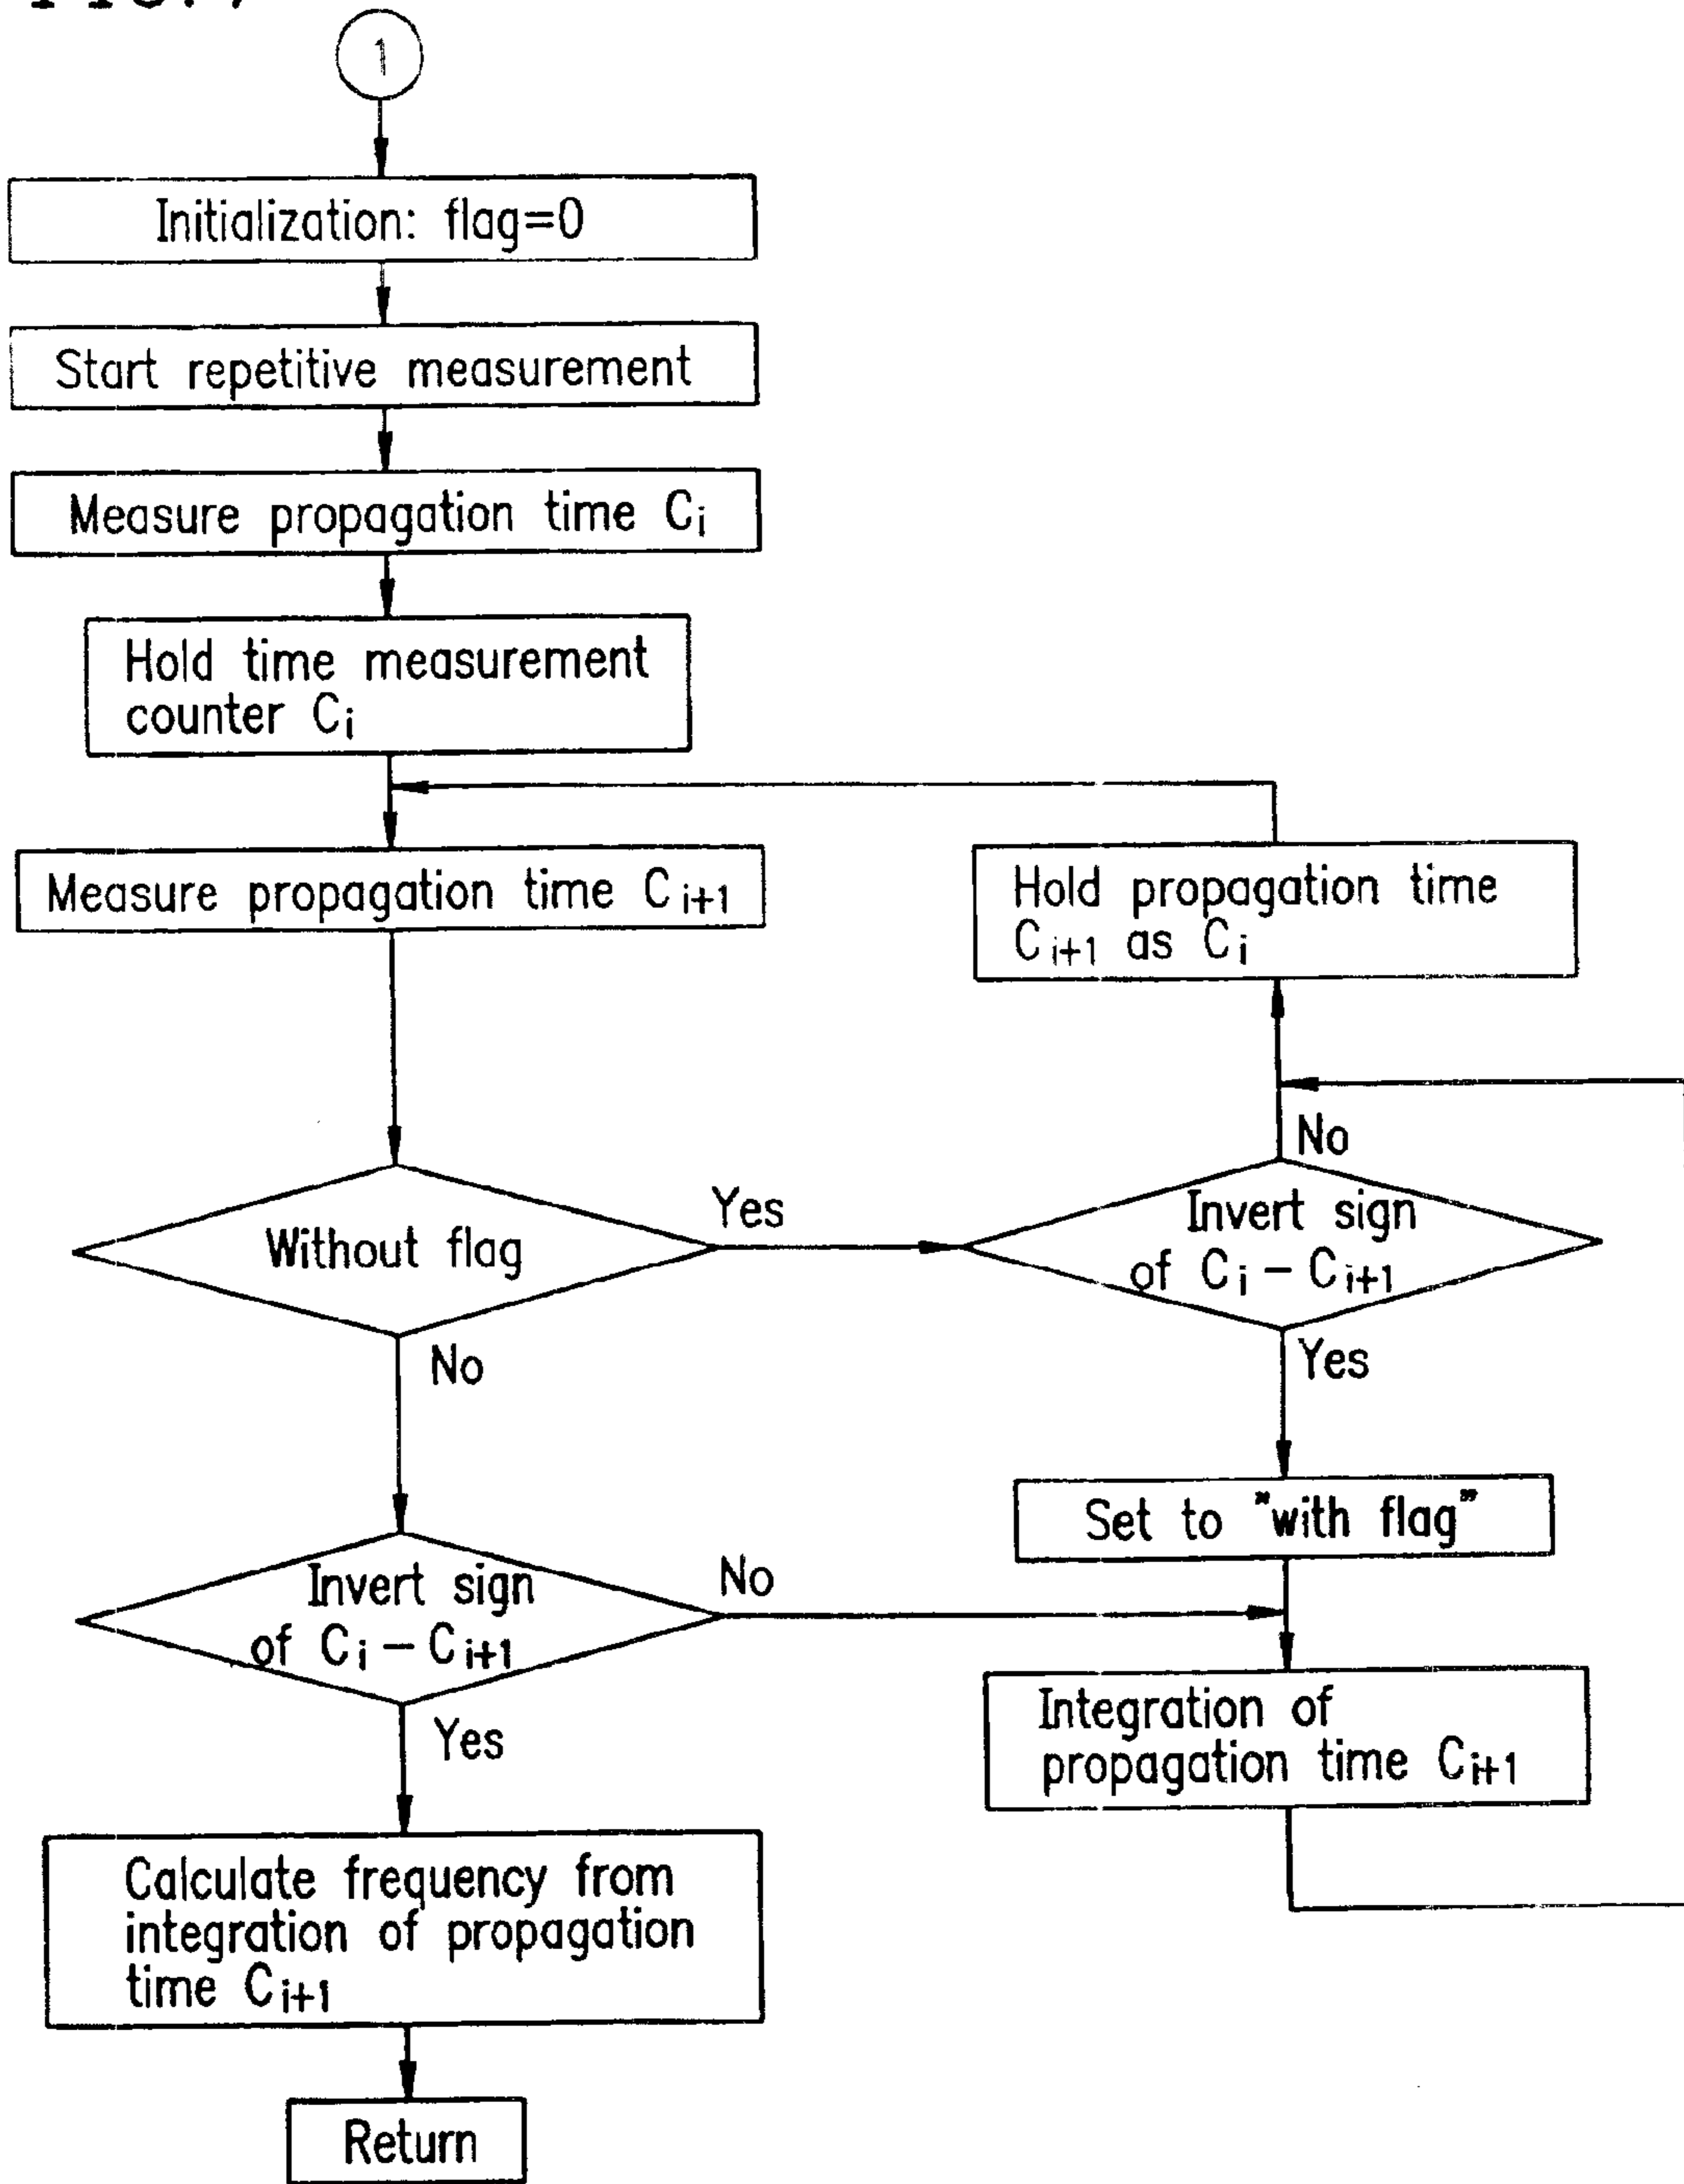 1
Initialization: flag=0
Start repetitive measurement
Measure propagation time Ci
Hold time measurement
counter Ci
Measure propagation time Ci+1
Hold propagation time
Ci+1 as Ci
No
Without flag
Yes
Invert sign
of Ci – Ci+1
No
Yes
Set to "with flag"
Invert sign
of Ci – Ci+1
No
Yes
Integration of
propagation time Ci+1
Calculate frequency from
integration of propagation
time Ci+1
Return